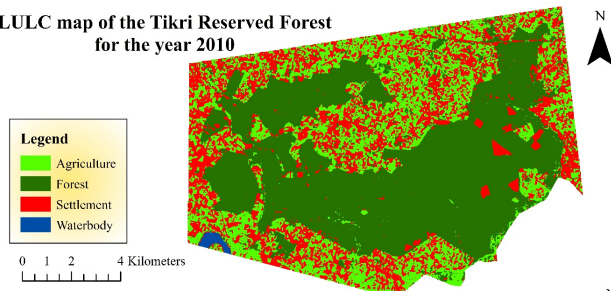 LULC map of the Tikri Reserved Forest
for the year 2010
N
Legend
Agriculture
Forest
Settlement
Waterbody
0 1 2 4 Kilometers